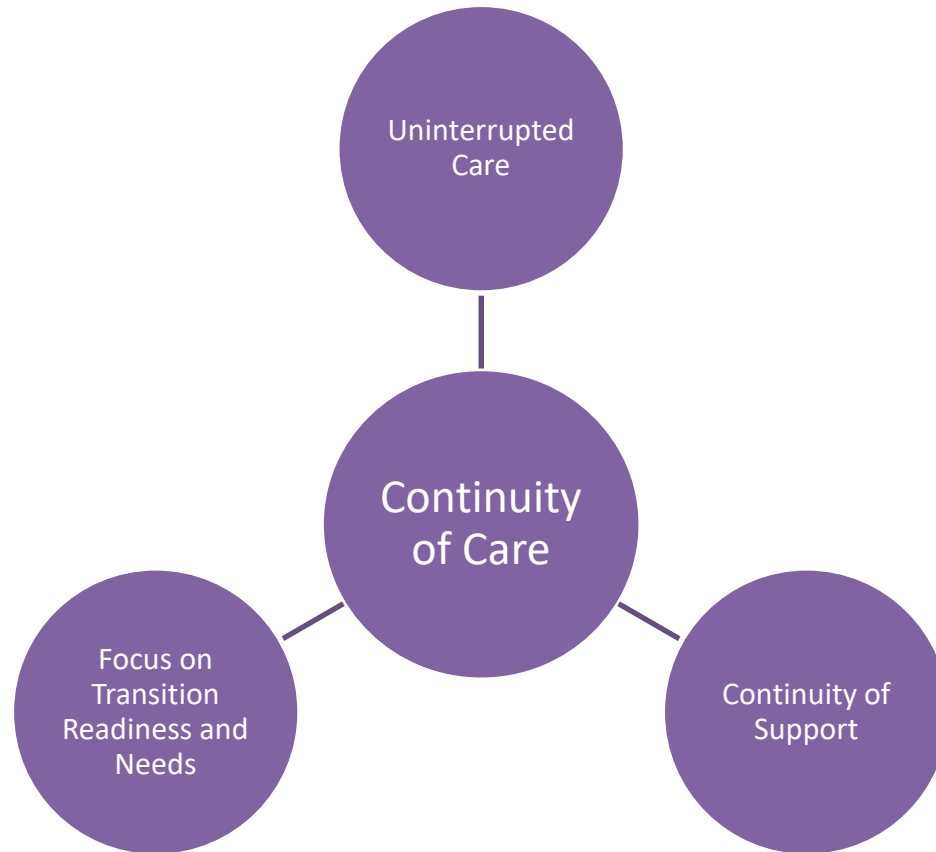 Uninterrupted
Care
Continuity
of Care
Focus on
Transition
Readiness and
Needs
Continuity of
Support